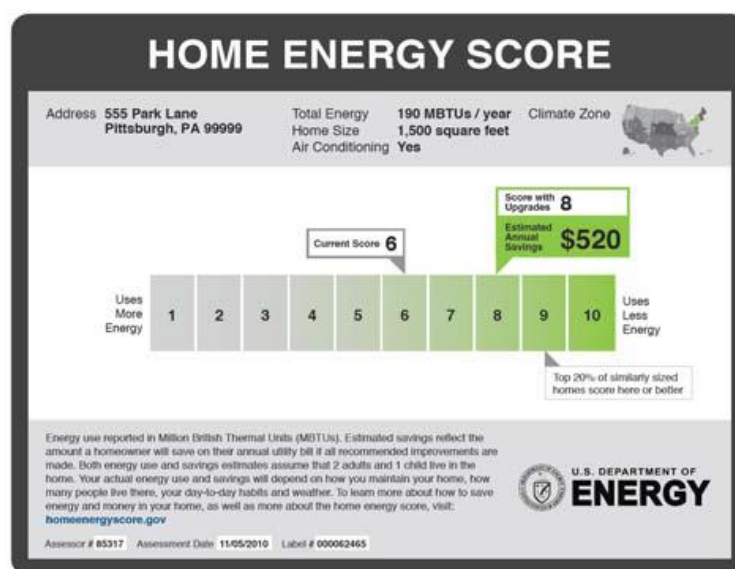 HOME ENERGY SCORE
Address 555 Park Lane
Pittsburgh, PA 99999
Total Energy 190 MBTUs / year
Home Size 1,500 square feet
Air Conditioning Yes
Climate Zone
Score with
Upgrades 8
Estimated
Annual
Savings $520
Current Score 6
Uses
More
Energy
1 2 3 4 5 6 7 8 9 10
Uses
Less
Energy
Top 20% of similarly sized
homes score here or better
Energy use reported in Million British Thermal Units (MBTUs). Estimated savings reflect the
amount a homeowner will save on their annual utility bill if all recommended improvements are
made. Both energy use and savings estimates assume that 2 adults and 1 child live in the
home. Your actual energy use and savings will depend on how you maintain your home, how
many people live there, your day-to-day habits and weather. To learn more about how to save
energy and money in your home, as well as more about the home energy score, visit:
homeenergyscore.gov
U.S. DEPARTMENT OF
ENERGY
Assessor # 85317 Assessment Date 11/05/2010 Label # 000062465